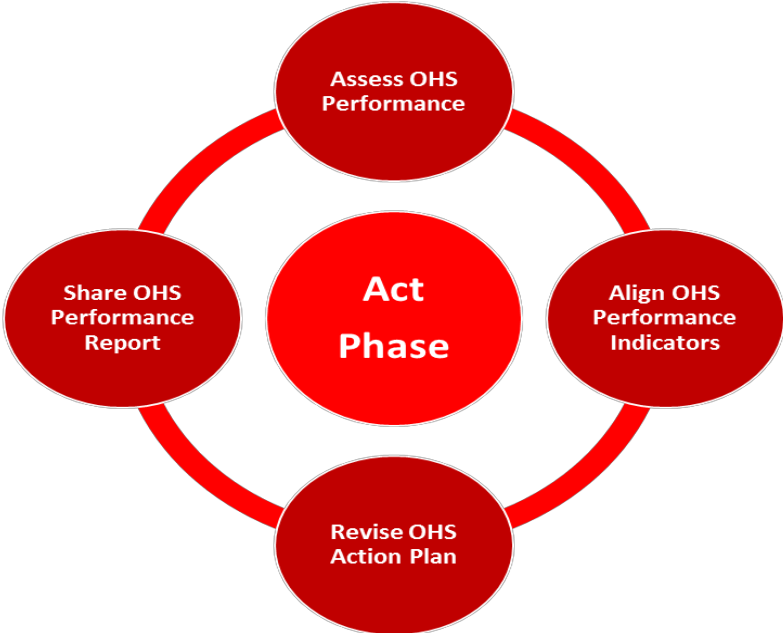 Assess OHS
Performance
Align OHS
Performance
Indicators
Revise OHS
Action Plan
Share OHS
Performance
Report
Act
Phase